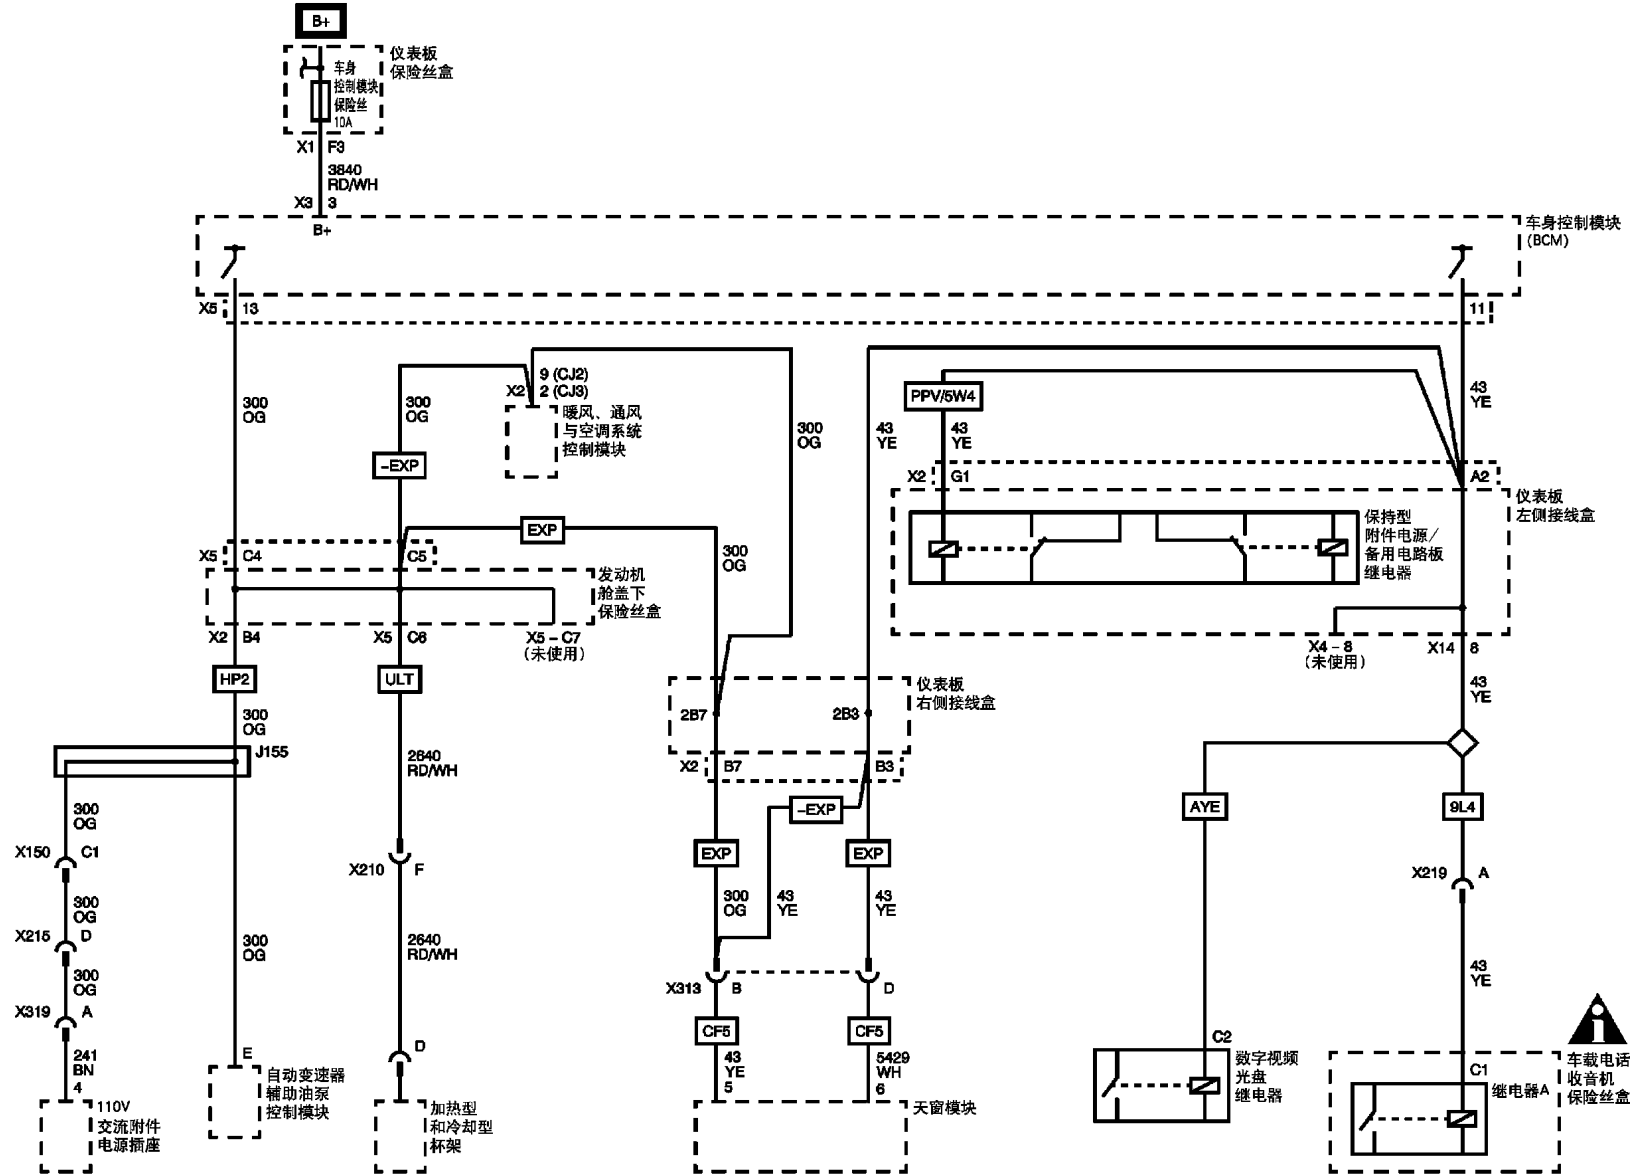 B+
仪表板
保险丝盒
车身
控制模块
保险丝
10A
X1 F3
3840
RD/WH
X3 3
B+
车身控制模块
(BCM)
X5 13
11
9 (CJ2)
X2 2 (CJ3)
暖风、通风
与空调系统
控制模块
300
OG
300
OG
300
OG
43
YE
PPV/5W4
43
YE
43
YE
-EXP
X2 G1
A2
仪表板
左侧接线盒
保持型
附件电源/
备用电路板
继电器
EXP
X5 C4
C5
300
OG
发动机
舱盖下
保险丝盒
X2 B4
X5 C6
X5-C7
(未使用)
X4-8
(未使用)
X14 8
HP2
ULT
仪表板
右侧接线盒
2B7
2B3
43
YE
300
OG
J155
2640
RD/WH
X2 B7
B3
-EXP
AYE
9L4
300
OG
X150 C1
EXP
EXP
X210 F
X219 A
300
OG
43
YE
43
YE
300
OG
X215 D
300
OG
2640
RD/WH
300
OG
43
YE
X313 B
D
X319 A
CF5
CF5
241
BN
4
E
D
43
YE
5
5429
WH
6
C2
数字视频
光盘
继电器
车载电话
收音机
保险丝盒
C1
继电器A
110V
交流附件
电源插座
自动变速器
辅助油泵
控制模块
加热型
和冷却型
杯架
天窗模块